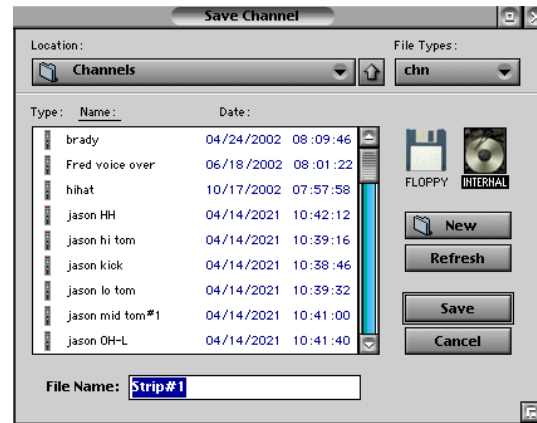 Save Channel
Location:
File Types:
Channels
chn
Type: Name: Date:
brady 04/24/2002 08:09:46
Fred voice over 06/18/2002 08:01:22
hihat 10/17/2002 07:57:58
jason HH 04/14/2021 10:42:12
jason hi tom 04/14/2021 10:39:16
jason kick 04/14/2021 10:38:46
jason lo tom 04/14/2021 10:39:32
jason mid tom#1 04/14/2021 10:41:00
jason OH-L 04/14/2021 10:41:40
FLOPPY
INTERNAL
New
Refresh
Save
Cancel
File Name: Strip#1